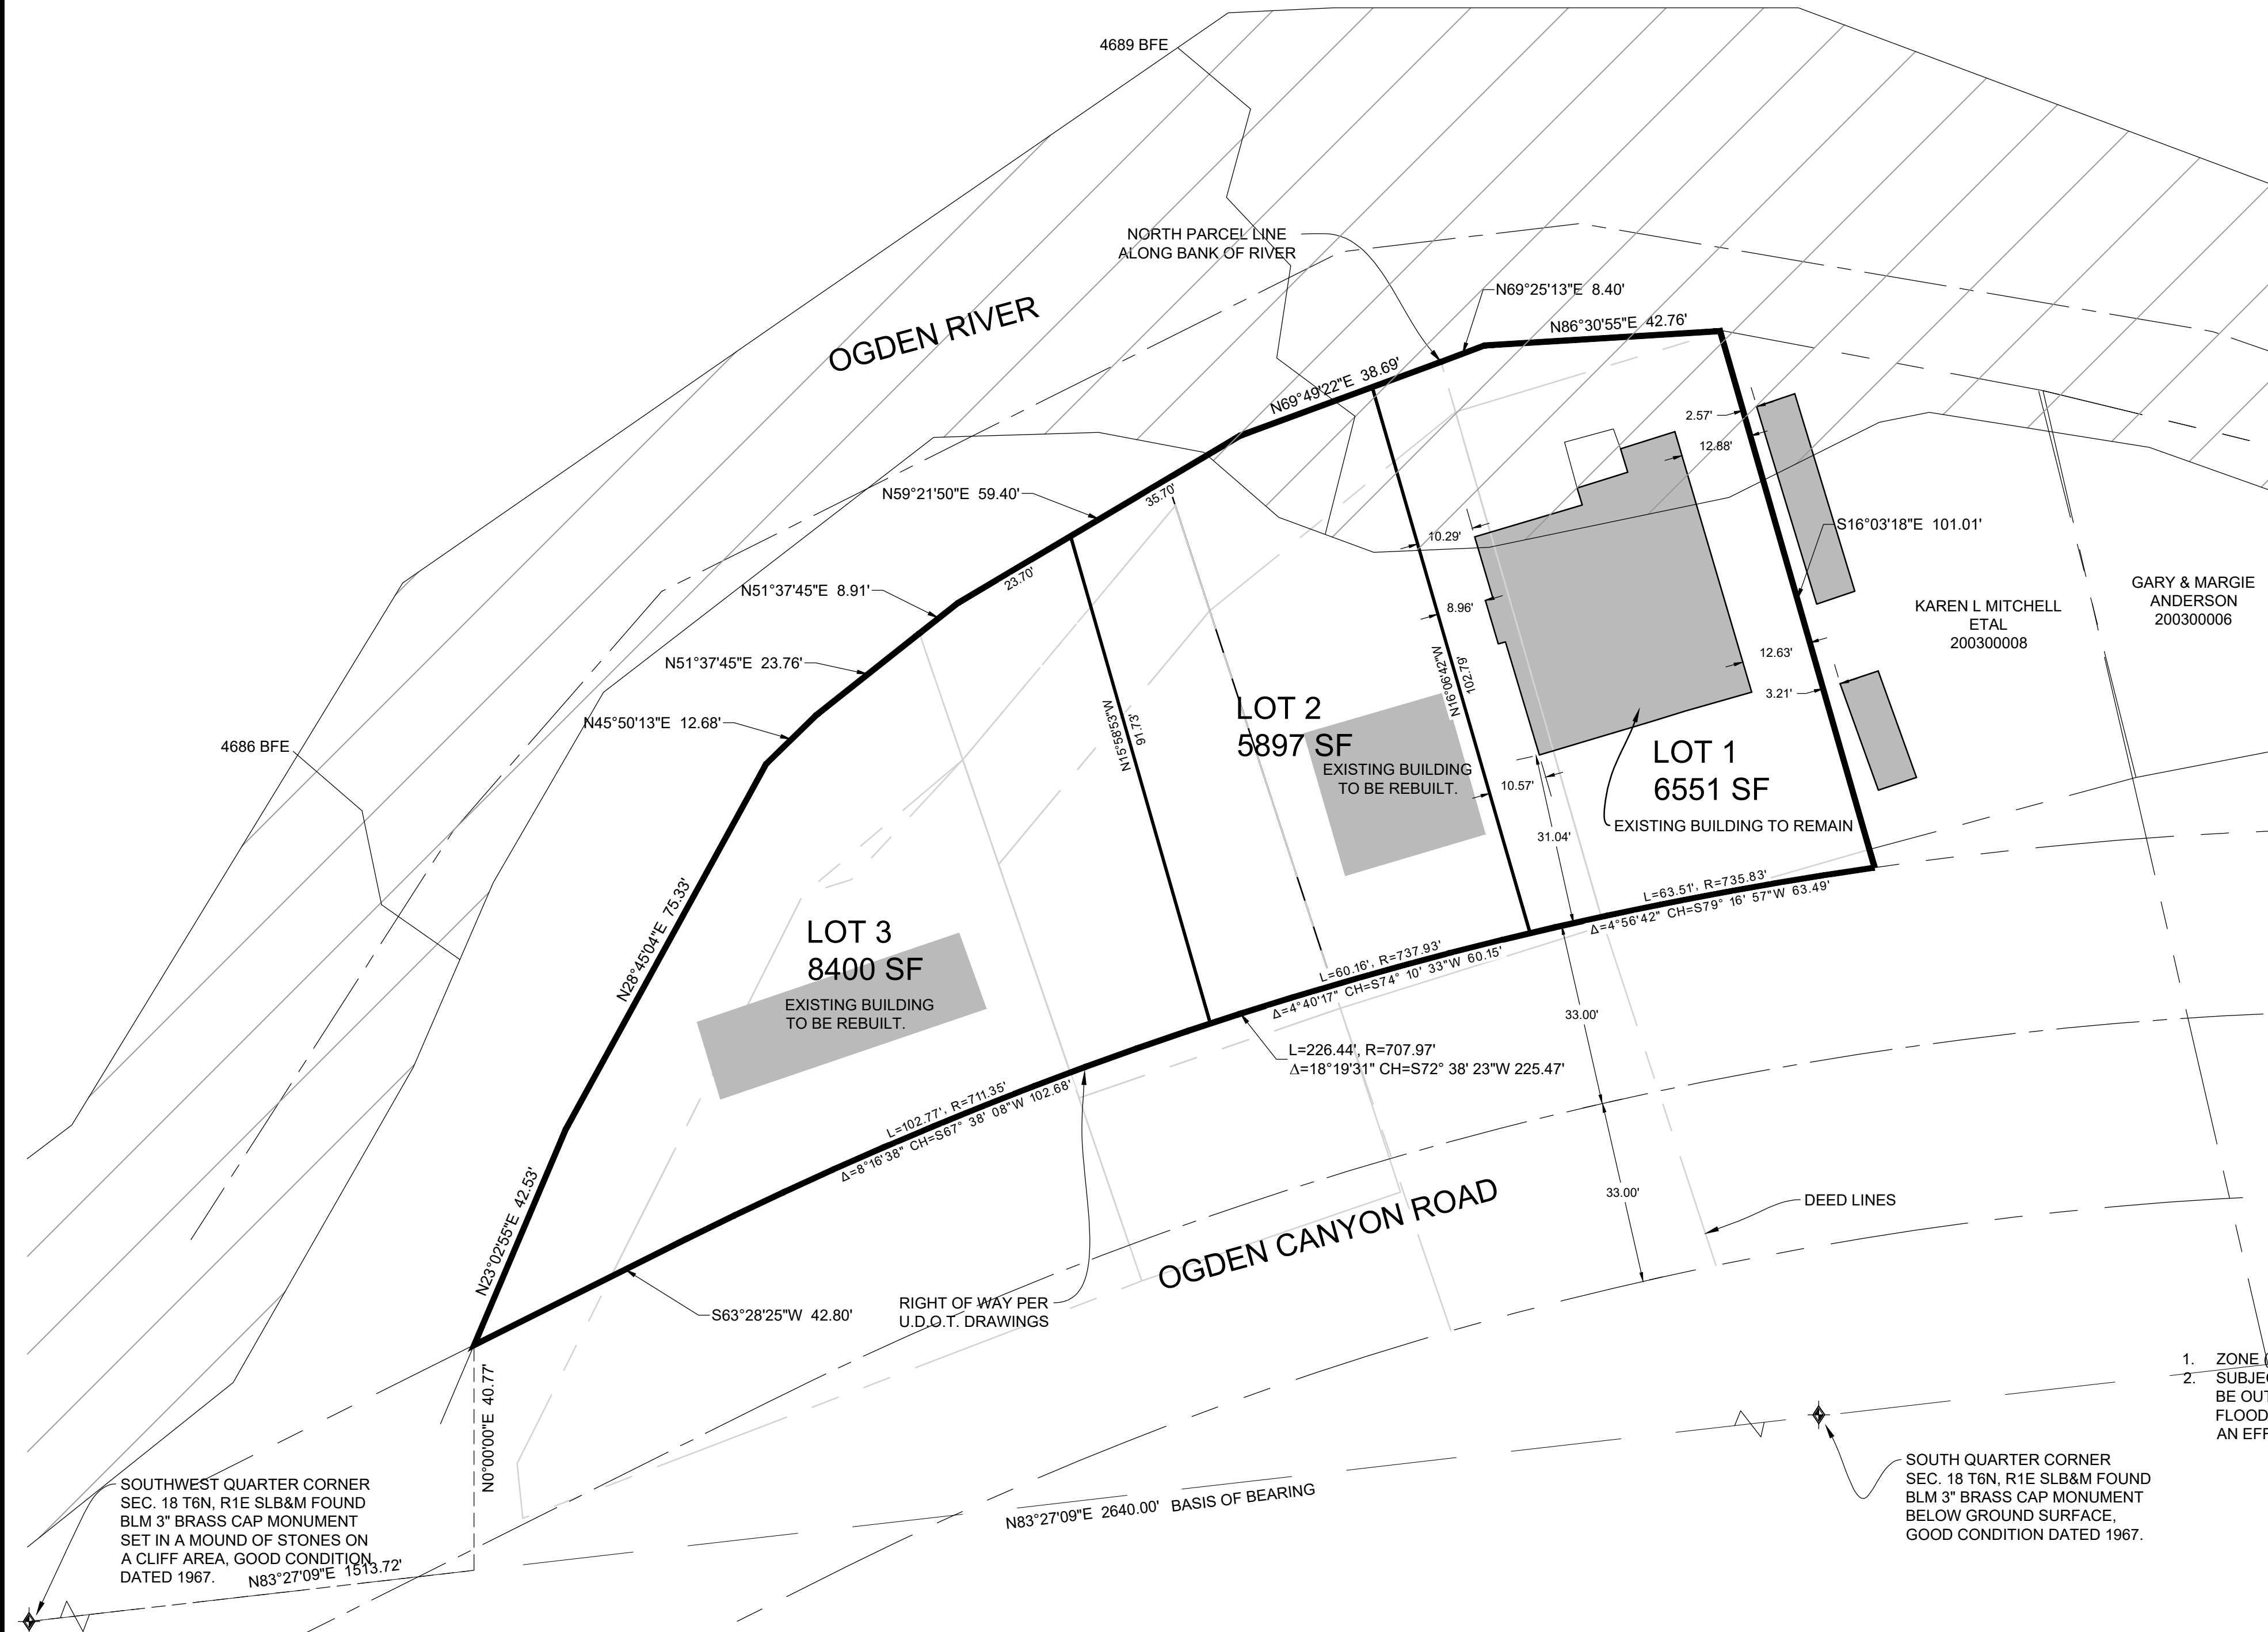 4689 BFE
NORTH PARCEL LINE
ALONG BANK OF RIVER
N69°25'13"E 8.40'
OGDEN RIVER
N86°30'55"E 42.76'
N69°49'22"E 38.69'
2.57'
12.88'
N59°21'50"E 59.40'
35.70'
S16°03'18"E 101.01'
10.29'
23.70'
N51°37'45"E 8.91'
8.96'
KAREN L MITCHELL
ETAL
200300008
GARY & MARGIE
ANDERSON
200300006
12.63'
3.21'
N51°37'45"E 23.76'
N45°50'13"E 12.68'
4686 BFE
N15°58'53"W
91.73'
N16°06'42"W
102.79'
LOT 2
5897 SF
EXISTING BUILDING
TO BE REBUILT.
LOT 1
6551 SF
10.57'
31.04'
EXISTING BUILDING TO REMAIN
N28°45'04"E 75.33'
LOT 3
8400 SF
EXISTING BUILDING
TO BE REBUILT.
L=63.51', R=735.83'
Δ=4°56'42" CH=S79° 16' 57"W 63.49'
L=60.16', R=737.93'
Δ=4°40'17" CH=S74° 10' 33"W 60.15'
33.00'
L=226.44', R=707.97'
Δ=18°19'31" CH=S72° 38' 23"W 225.47'
L=102.77', R=711.35'
Δ=8°16'38" CH=S67° 38' 08"W 102.68'
33.00'
DEED LINES
OGDEN CANYON ROAD
N23°02'55"E 42.53'
S63°28'25"W 42.80'
RIGHT OF WAY PER
U.D.O.T. DRAWINGS
N0°00'00"E 40.77'
1. ZONE
2. SUBJE
BE OUT
FLOOD
AN EFF
SOUTHWEST QUARTER CORNER
SEC. 18 T6N, R1E SLB&M FOUND
BLM 3" BRASS CAP MONUMENT
SET IN A MOUND OF STONES ON
A CLIFF AREA, GOOD CONDITION
DATED 1967.
N83°27'09"E 1513.72'
N83°27'09"E 2640.00' BASIS OF BEARING
SOUTH QUARTER CORNER
SEC. 18 T6N, R1E SLB&M FOUND
BLM 3" BRASS CAP MONUMENT
BELOW GROUND SURFACE,
GOOD CONDITION DATED 1967.